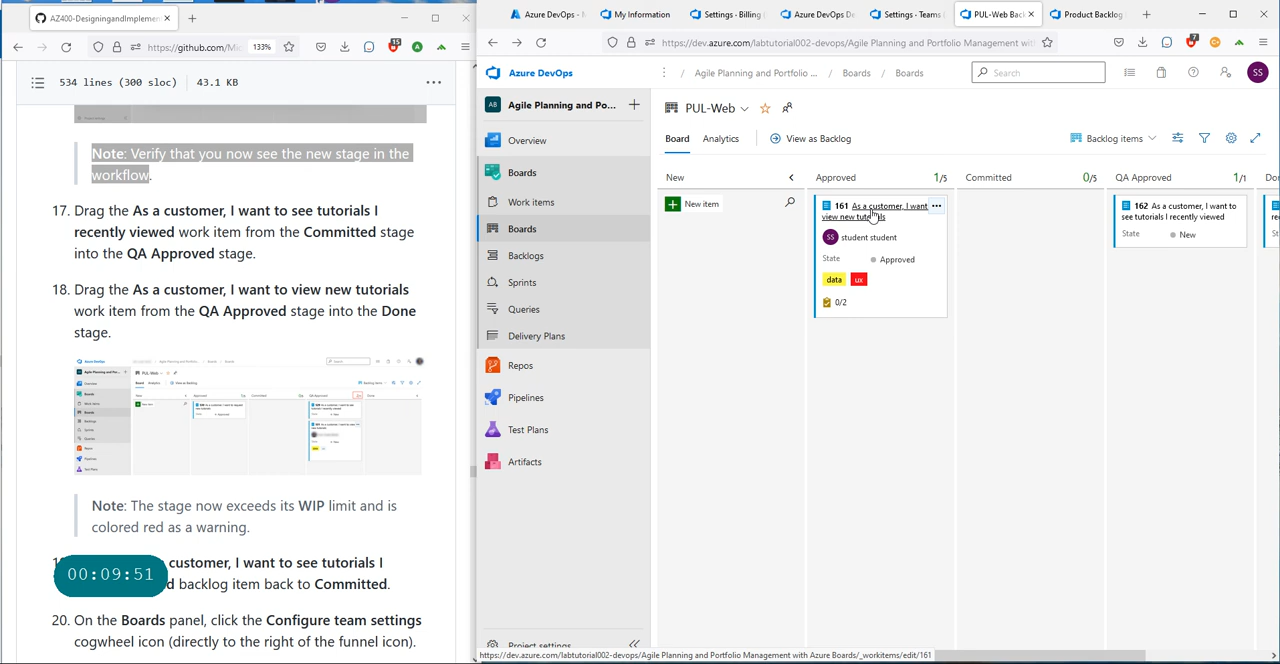 AZ400-DesigningandImplemen
https://github.com/Mi
133%
15
534 lines (300 sloc)
43.1 KB
Note: Verify that you now see the new stage in the
workflow.
17. Drag the As a customer, I want to see tutorials I
recently viewed work item from the Committed stage
into the QA Approved stage.
18. Drag the As a customer, I want to view new tutorials
work item from the QA Approved stage into the Done
stage.
Note: The stage now exceeds its WIP limit and is
colored red as a warning.
customer, I want to see tutorials I
d backlog item back to Committed.
00:09:51
20. On the Boards panel, click the Configure team settings
cogwheel icon (directly to the right of the funnel icon).
Azure DevOps -
My Information
Settings - Billing
Azure DevOps De
Settings - Teams
PUL-Web Back
Product Backlog
https://dev.azure.com/labtutorial002-devops/Agile Planning and Portfolio Management wit
7
Azure DevOps
/ Agile Planning and Portfolio ... / Boards / Boards
Search
SS
AB
Agile Planning and Po...
Overview
Boards
Work items
Boards
Backlogs
Sprints
Queries
Delivery Plans
Repos
Pipelines
Test Plans
Artifacts
Project settings
PUL-Web
Board
Analytics
View as Backlog
Backlog items
New
Approved
1/5
Committed
0/5
QA Approved
1/1
New item
161 As a customer, I want
view new tutorials
SS
student student
State
Approved
data
ux
0/2
162 As a customer, I want to
see tutorials I recently viewed
State
New
https://dev.azure.com/labtutorial002-devops/Agile Planning and Portfolio Management with Azure Boards/_workitems/edit/161